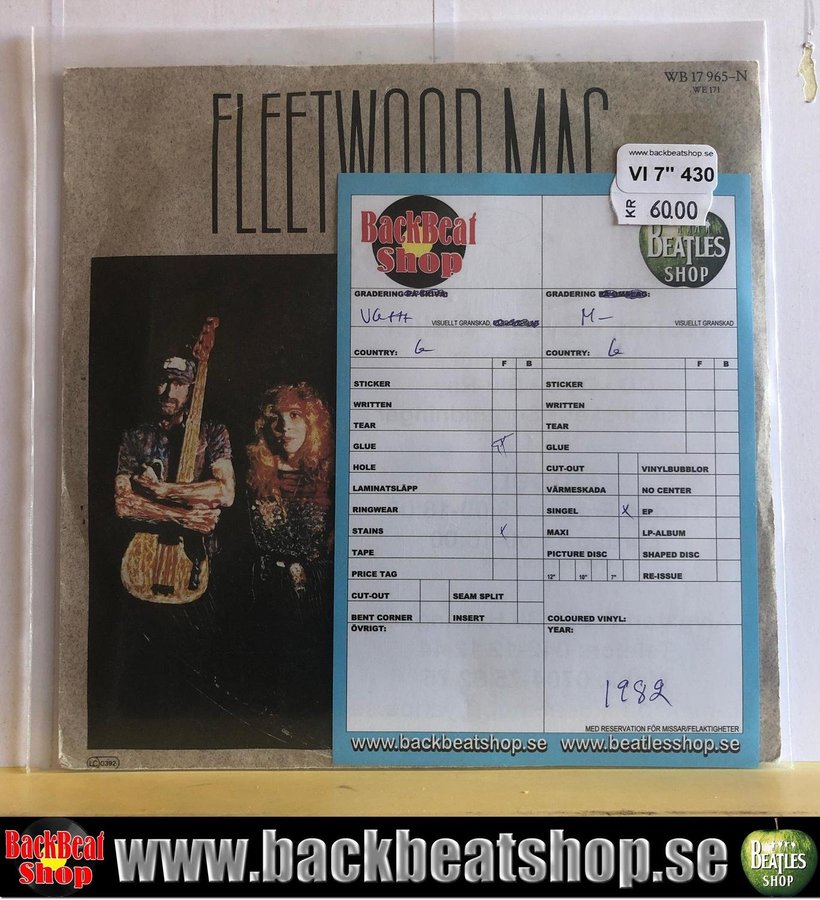 WB 17 965-N
WE 171
FLEETWOOD MAC
www.backbeatshop.se
VI 7" 430
KR 60.00
BackBeat
Shop
BEATLES
SHOP
GRADERING
VG++
VISUELLT GRANSKAD,
COUNTRY: G
F B
STICKER
WRITTEN
TEAR
GLUE
HOLE
LAMINATSLÄPP
RINGWEAR
STAINS x
TAPE
PRICE TAG
CUT-OUT SEAM SPLIT
BENT CORNER INSERT
ÖVRIGT:
GRADERING
M-
VISUELLT GRANSKAD
COUNTRY: G
F B
STICKER
WRITTEN
TEAR
GLUE
CUT-OUT VINYLBUBBLOR
VÄRMESKADA NO CENTER
SINGEL x EP
MAXI LP-ALBUM
PICTURE DISC SHAPED DISC
12" 10" 7" RE-ISSUE
COLOURED VINYL:
YEAR:
1982
MED RESERVATION FÖR MISSAR/FELAKTIGHETER
www.backbeatshop.se www.beatlesshop.se
LC 0392
BackBeat
Shop
www.backbeatshop.se
BEATLES
SHOP